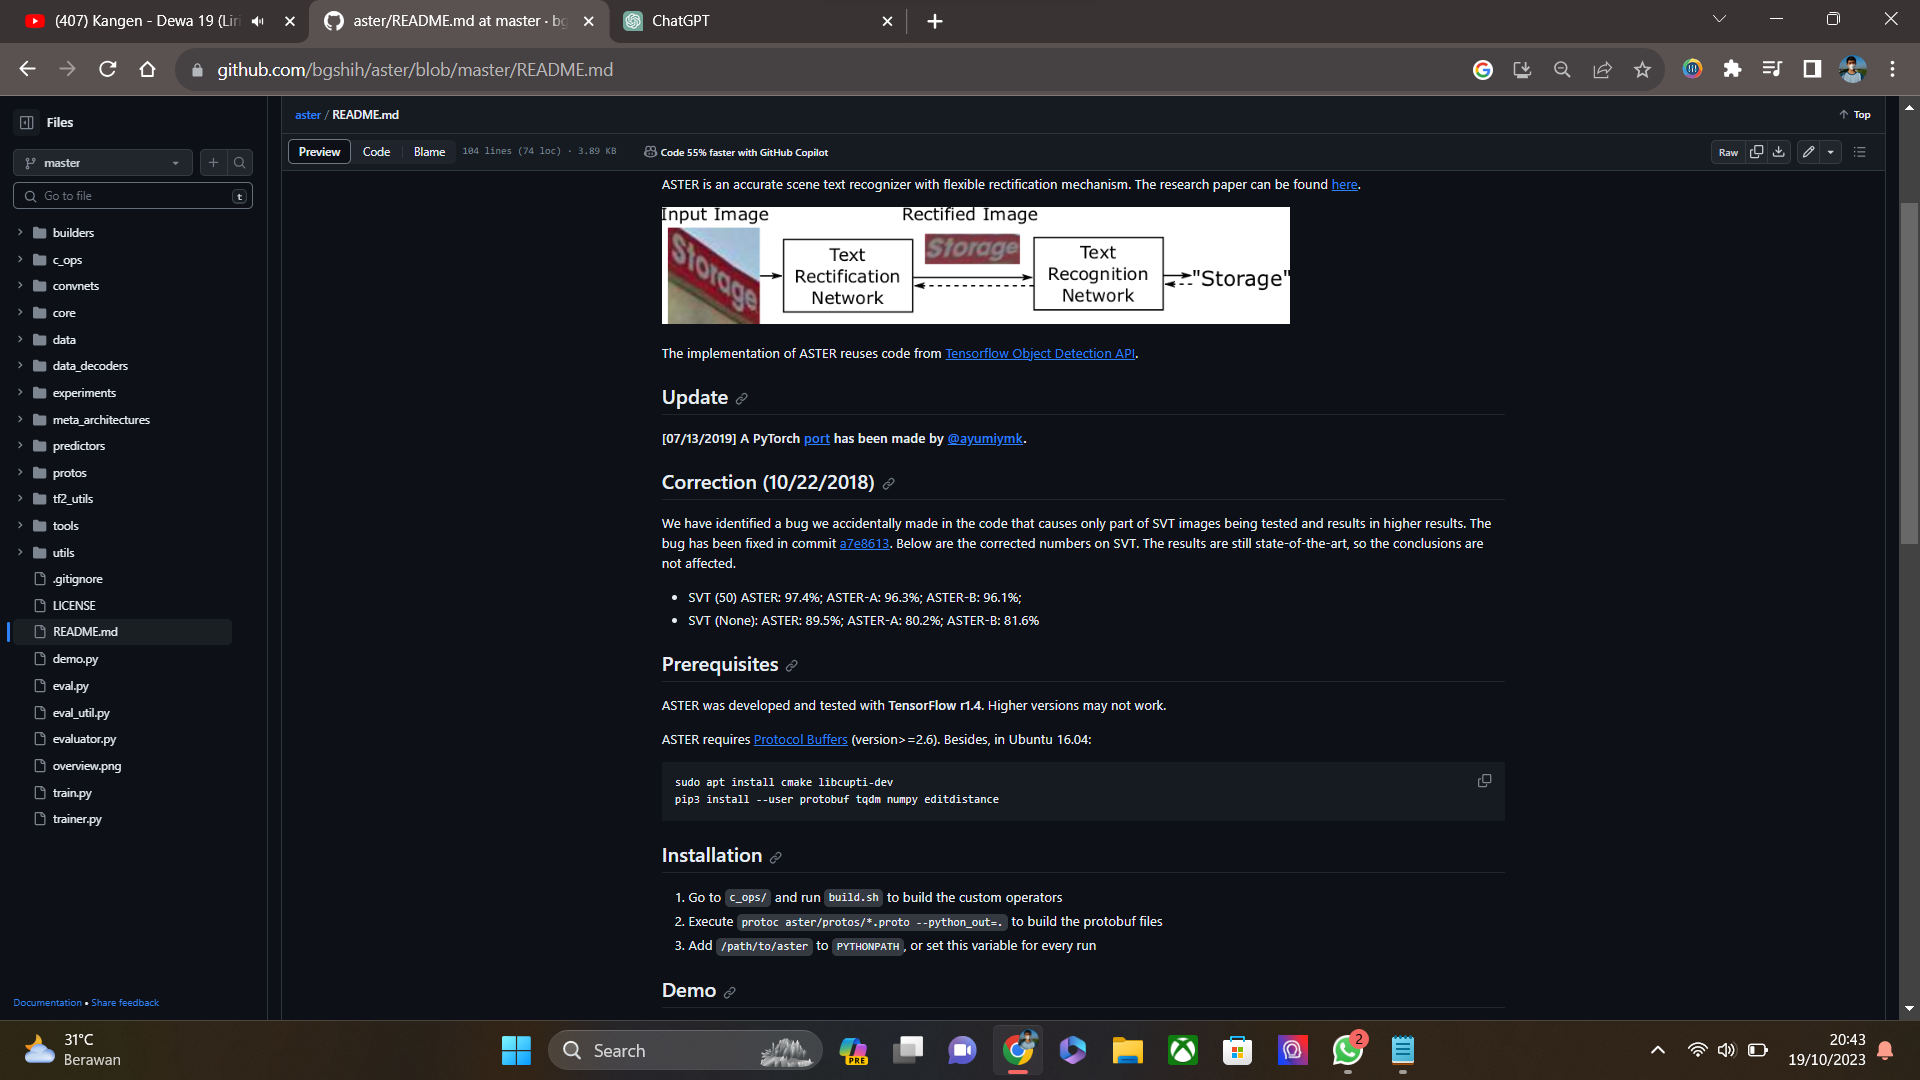 (407) Kangen - Dewa 19 (Liri
aster/README.md at master · bg
ChatGPT
github.com/bgshih/aster/blob/master/README.md
Files
master
Go to file
t
builders
c_ops
convnets
core
data
data_decoders
experiments
meta_architectures
predictors
protos
tf2_utils
tools
utils
.gitignore
LICENSE
README.md
demo.py
eval.py
eval_util.py
evaluator.py
overview.png
train.py
trainer.py
Documentation • Share feedback
aster / README.md
Top
Preview Code Blame 104 lines (74 loc) · 3.89 KB Code 55% faster with GitHub Copilot
Raw
ASTER is an accurate scene text recognizer with flexible rectification mechanism. The research paper can be found here.
Input Image Rectified Image
Storage
Text
Rectification
Network
Storage
Text
Recognition
Network
"Storage"
The implementation of ASTER reuses code from Tensorflow Object Detection API.
Update
[07/13/2019] A PyTorch port has been made by @ayumiymk.
Correction (10/22/2018)
We have identified a bug we accidentally made in the code that causes only part of SVT images being tested and results in higher results. The
bug has been fixed in commit a7e8613. Below are the corrected numbers on SVT. The results are still state-of-the-art, so the conclusions are
not affected.
• SVT (50) ASTER: 97.4%; ASTER-A: 96.3%; ASTER-B: 96.1%;
• SVT (None): ASTER: 89.5%; ASTER-A: 80.2%; ASTER-B: 81.6%
Prerequisites
ASTER was developed and tested with TensorFlow r1.4. Higher versions may not work.
ASTER requires Protocol Buffers (version>=2.6). Besides, in Ubuntu 16.04:
sudo apt install cmake libcupti-dev
pip3 install --user protobuf tqdm numpy editdistance
Installation
1. Go to c_ops/ and run build.sh to build the custom operators
2. Execute protoc aster/protos/*.proto --python_out=. to build the protobuf files
3. Add /path/to/aster to PYTHONPATH, or set this variable for every run
Demo
31°C
Berawan
Search
PRE
2
20:43
19/10/2023